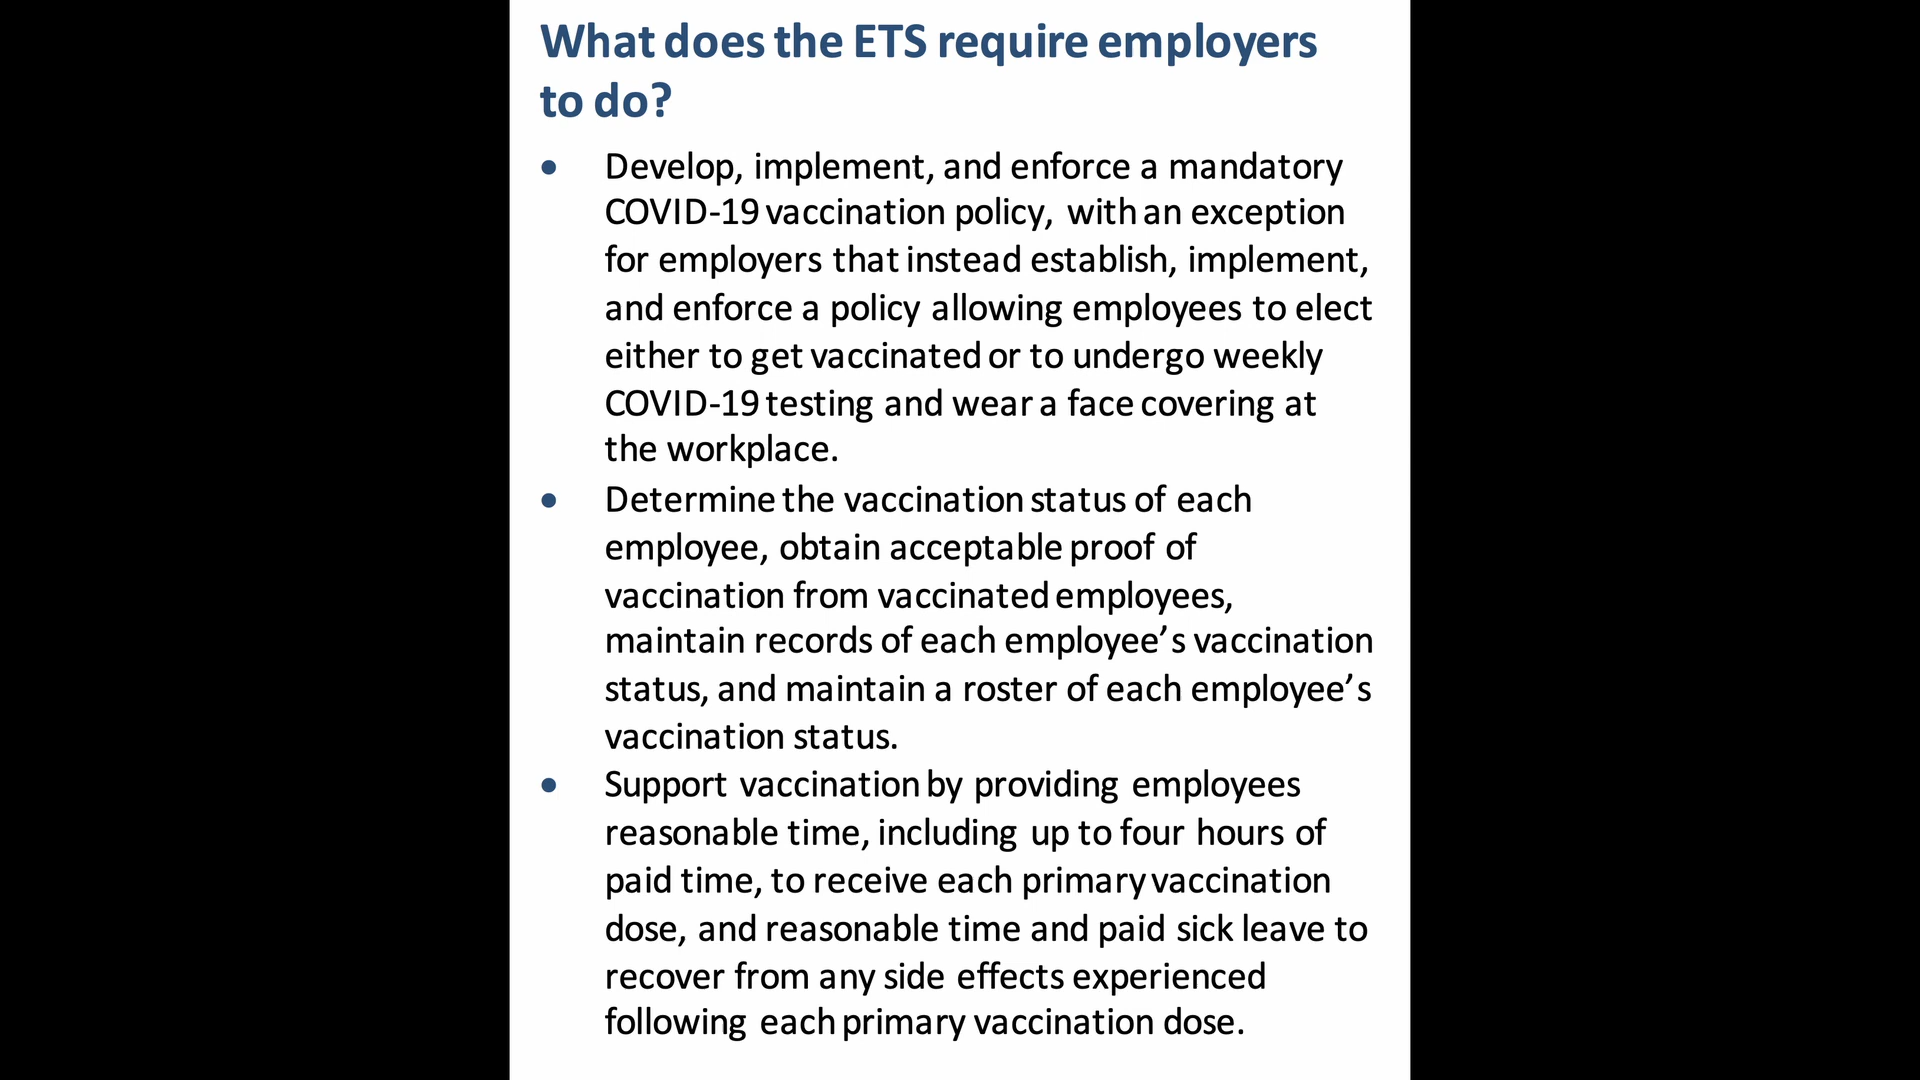 What does the ETS require employers
to do?
• Develop, implement, and enforce a mandatory
COVID-19 vaccination policy, with an exception
for employers that instead establish, implement,
and enforce a policy allowing employees to elect
either to get vaccinated or to undergo weekly
COVID-19 testing and wear a face covering at
the workplace.
• Determine the vaccination status of each
employee, obtain acceptable proof of
vaccination from vaccinated employees,
maintain records of each employee’s vaccination
status, and maintain a roster of each employee’s
vaccination status.
• Support vaccination by providing employees
reasonable time, including up to four hours of
paid time, to receive each primary vaccination
dose, and reasonable time and paid sick leave to
recover from any side effects experienced
following each primary vaccination dose.